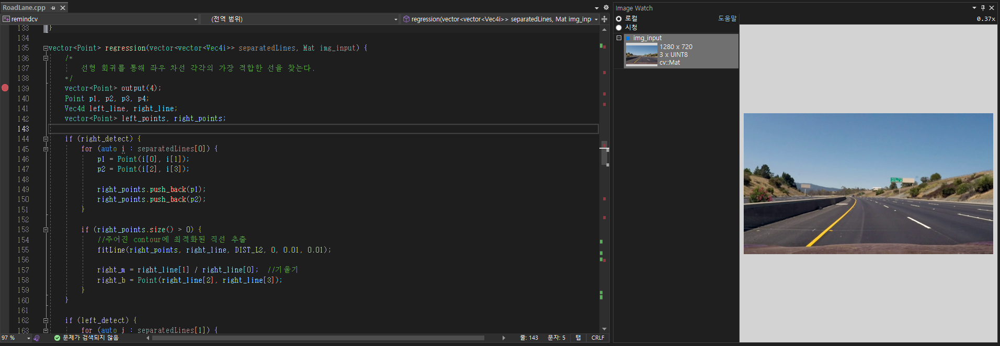 RoadLane.cpp
remindcv
(전역 범위)
regression(vector<vector<Vec4i>> separatedLines, Mat img_inp
133 }
134
135 vector<Point> regression(vector<vector<Vec4i>> separatedLines, Mat img_input) {
136 /*
137 선형 회귀를 통해 좌우 차선 각각의 가장 적합한 선을 찾는다.
138 */
139 vector<Point> output(4);
140 Point p1, p2, p3, p4;
141 Vec4d left_line, right_line;
142 vector<Point> left_points, right_points;
143
144 if (right_detect) {
145 for (auto i : separatedLines[0]) {
146 p1 = Point(i[0], i[1]);
147 p2 = Point(i[2], i[3]);
148
149 right_points.push_back(p1);
150 right_points.push_back(p2);
151 }
152
153 if (right_points.size() > 0) {
154 //주어진 contour에 최적화된 직선 추출
155 fitLine(right_points, right_line, DIST_L2, 0, 0.01, 0.01);
156
157 right_m = right_line[1] / right_line[0]; //기울기
158 right_b = Point(right_line[2], right_line[3]);
159 }
160 }
161
162 if (left_detect) {
163 for (auto j : separatedLines[1]) {
97 %
문제가 검색되지 않음
줄: 143
문자: 5
탭
CRLF
Image Watch
로컬
도움말
시청
0.37x
img_input
1280 x 720
3 x UINT8
cv::Mat